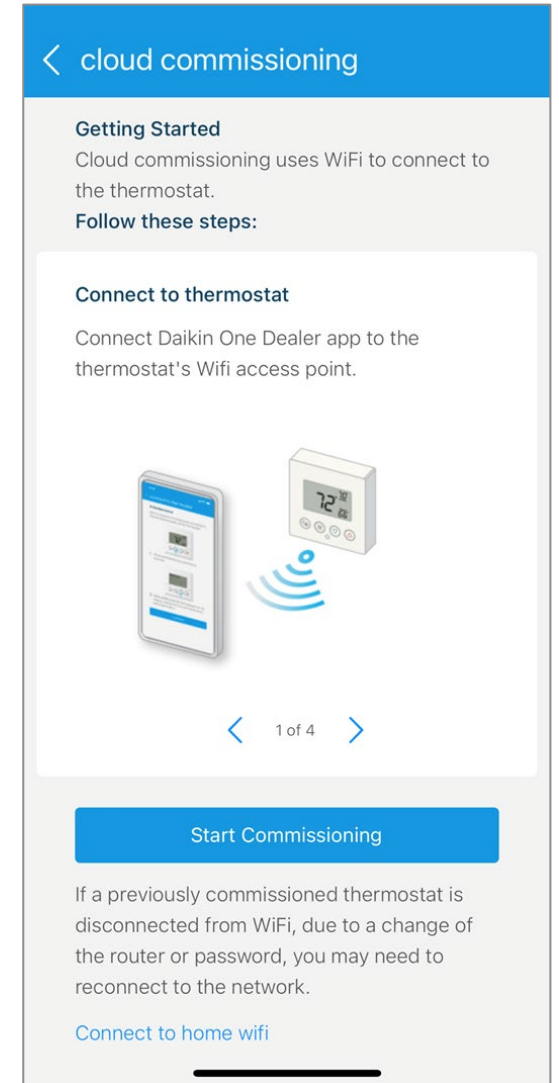 cloud commissioning
Getting Started
Cloud commissioning uses WiFi to connect to
the thermostat.
Follow these steps:
Connect to thermostat
Connect Daikin One Dealer app to the
thermostat's Wifi access point.
72
1 of 4
Start Commissioning
If a previously commissioned thermostat is
disconnected from WiFi, due to a change of
the router or password, you may need to
reconnect to the network.
Connect to home wifi